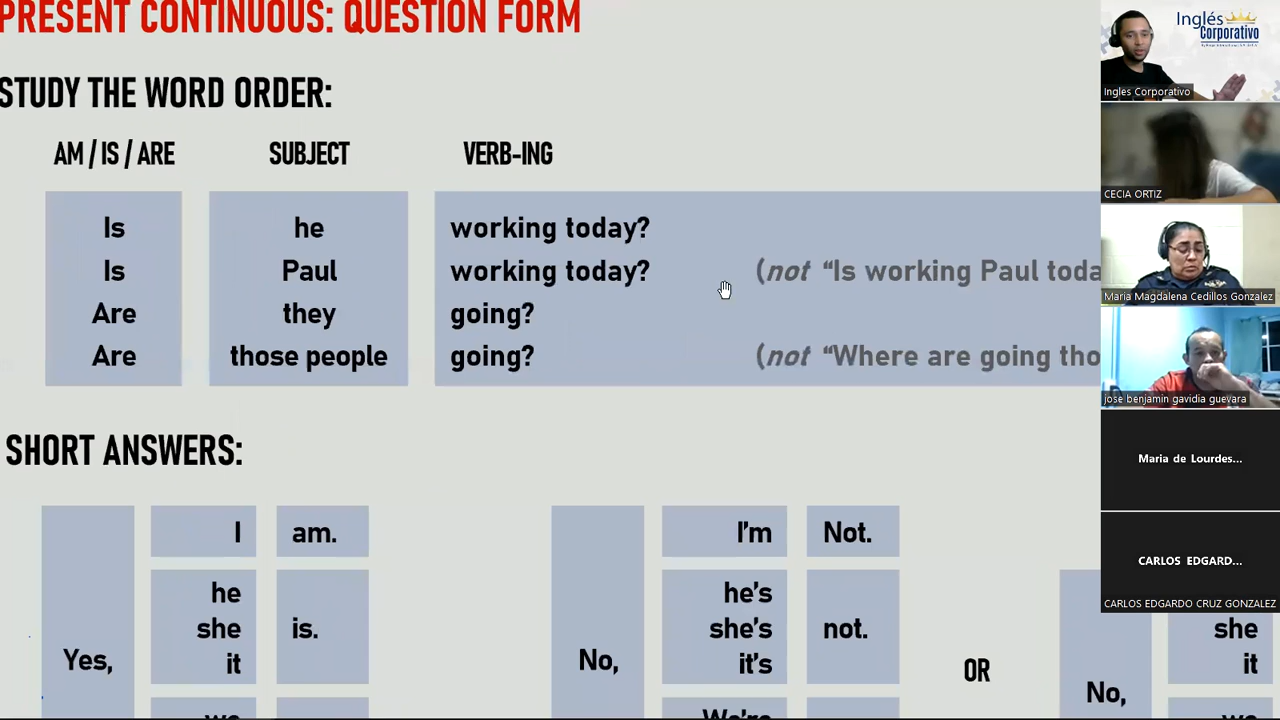 PRESENT CONTINUOUS: QUESTION FORM
STUDY THE WORD ORDER:
AM / IS / ARE SUBJECT VERB-ING
Is he working today?
Is Paul working today? (not “Is working Paul toda
Are they going?
Are those people going? (not “Where are going tho
SHORT ANSWERS:
I am. I’m Not.
he he’s
she is. she’s not. she
it it’s it
Yes, No, OR No,
we We’re we
Inglés
Corporativo
Ingles Corporativo
CECIA ORTIZ
Maria Magdalena Cedillos Gonzalez
jose benjamin gavidia guevara
Maria de Lourdes...
CARLOS EDGARD...
CARLOS EDGARDO CRUZ GONZALEZ